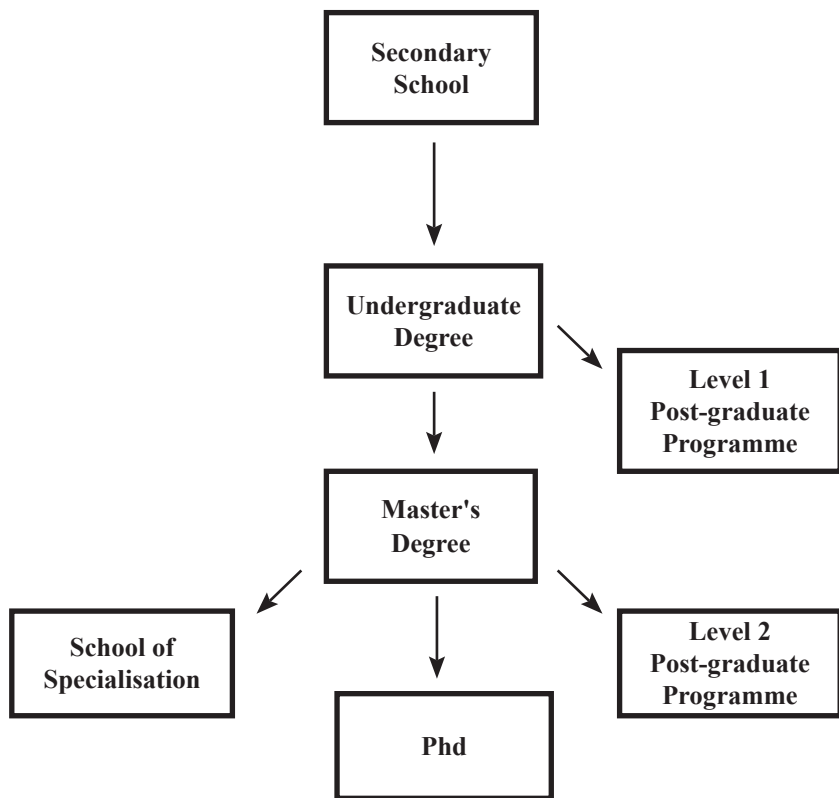 Secondary
School
Undergraduate
Degree
Level 1
Post-graduate
Programme
Master's
Degree
School of
Specialisation
Level 2
Post-graduate
Programme
Phd